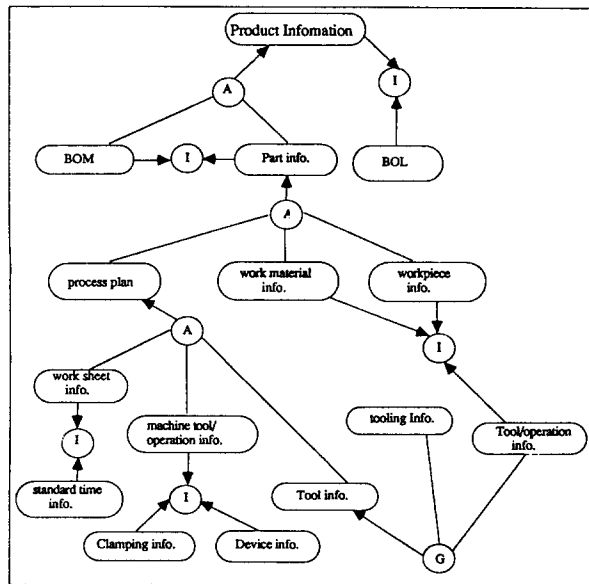 Product Infomation
I
A
BOM
I
Part info.
BOL
A
process plan
work material
info.
workpiece
info.
A
I
work sheet
info.
machine tool/
operation info.
tooling Info.
Tool/operation
info.
I
standard time
info.
I
Tool info.
Clamping info.
Device info.
G